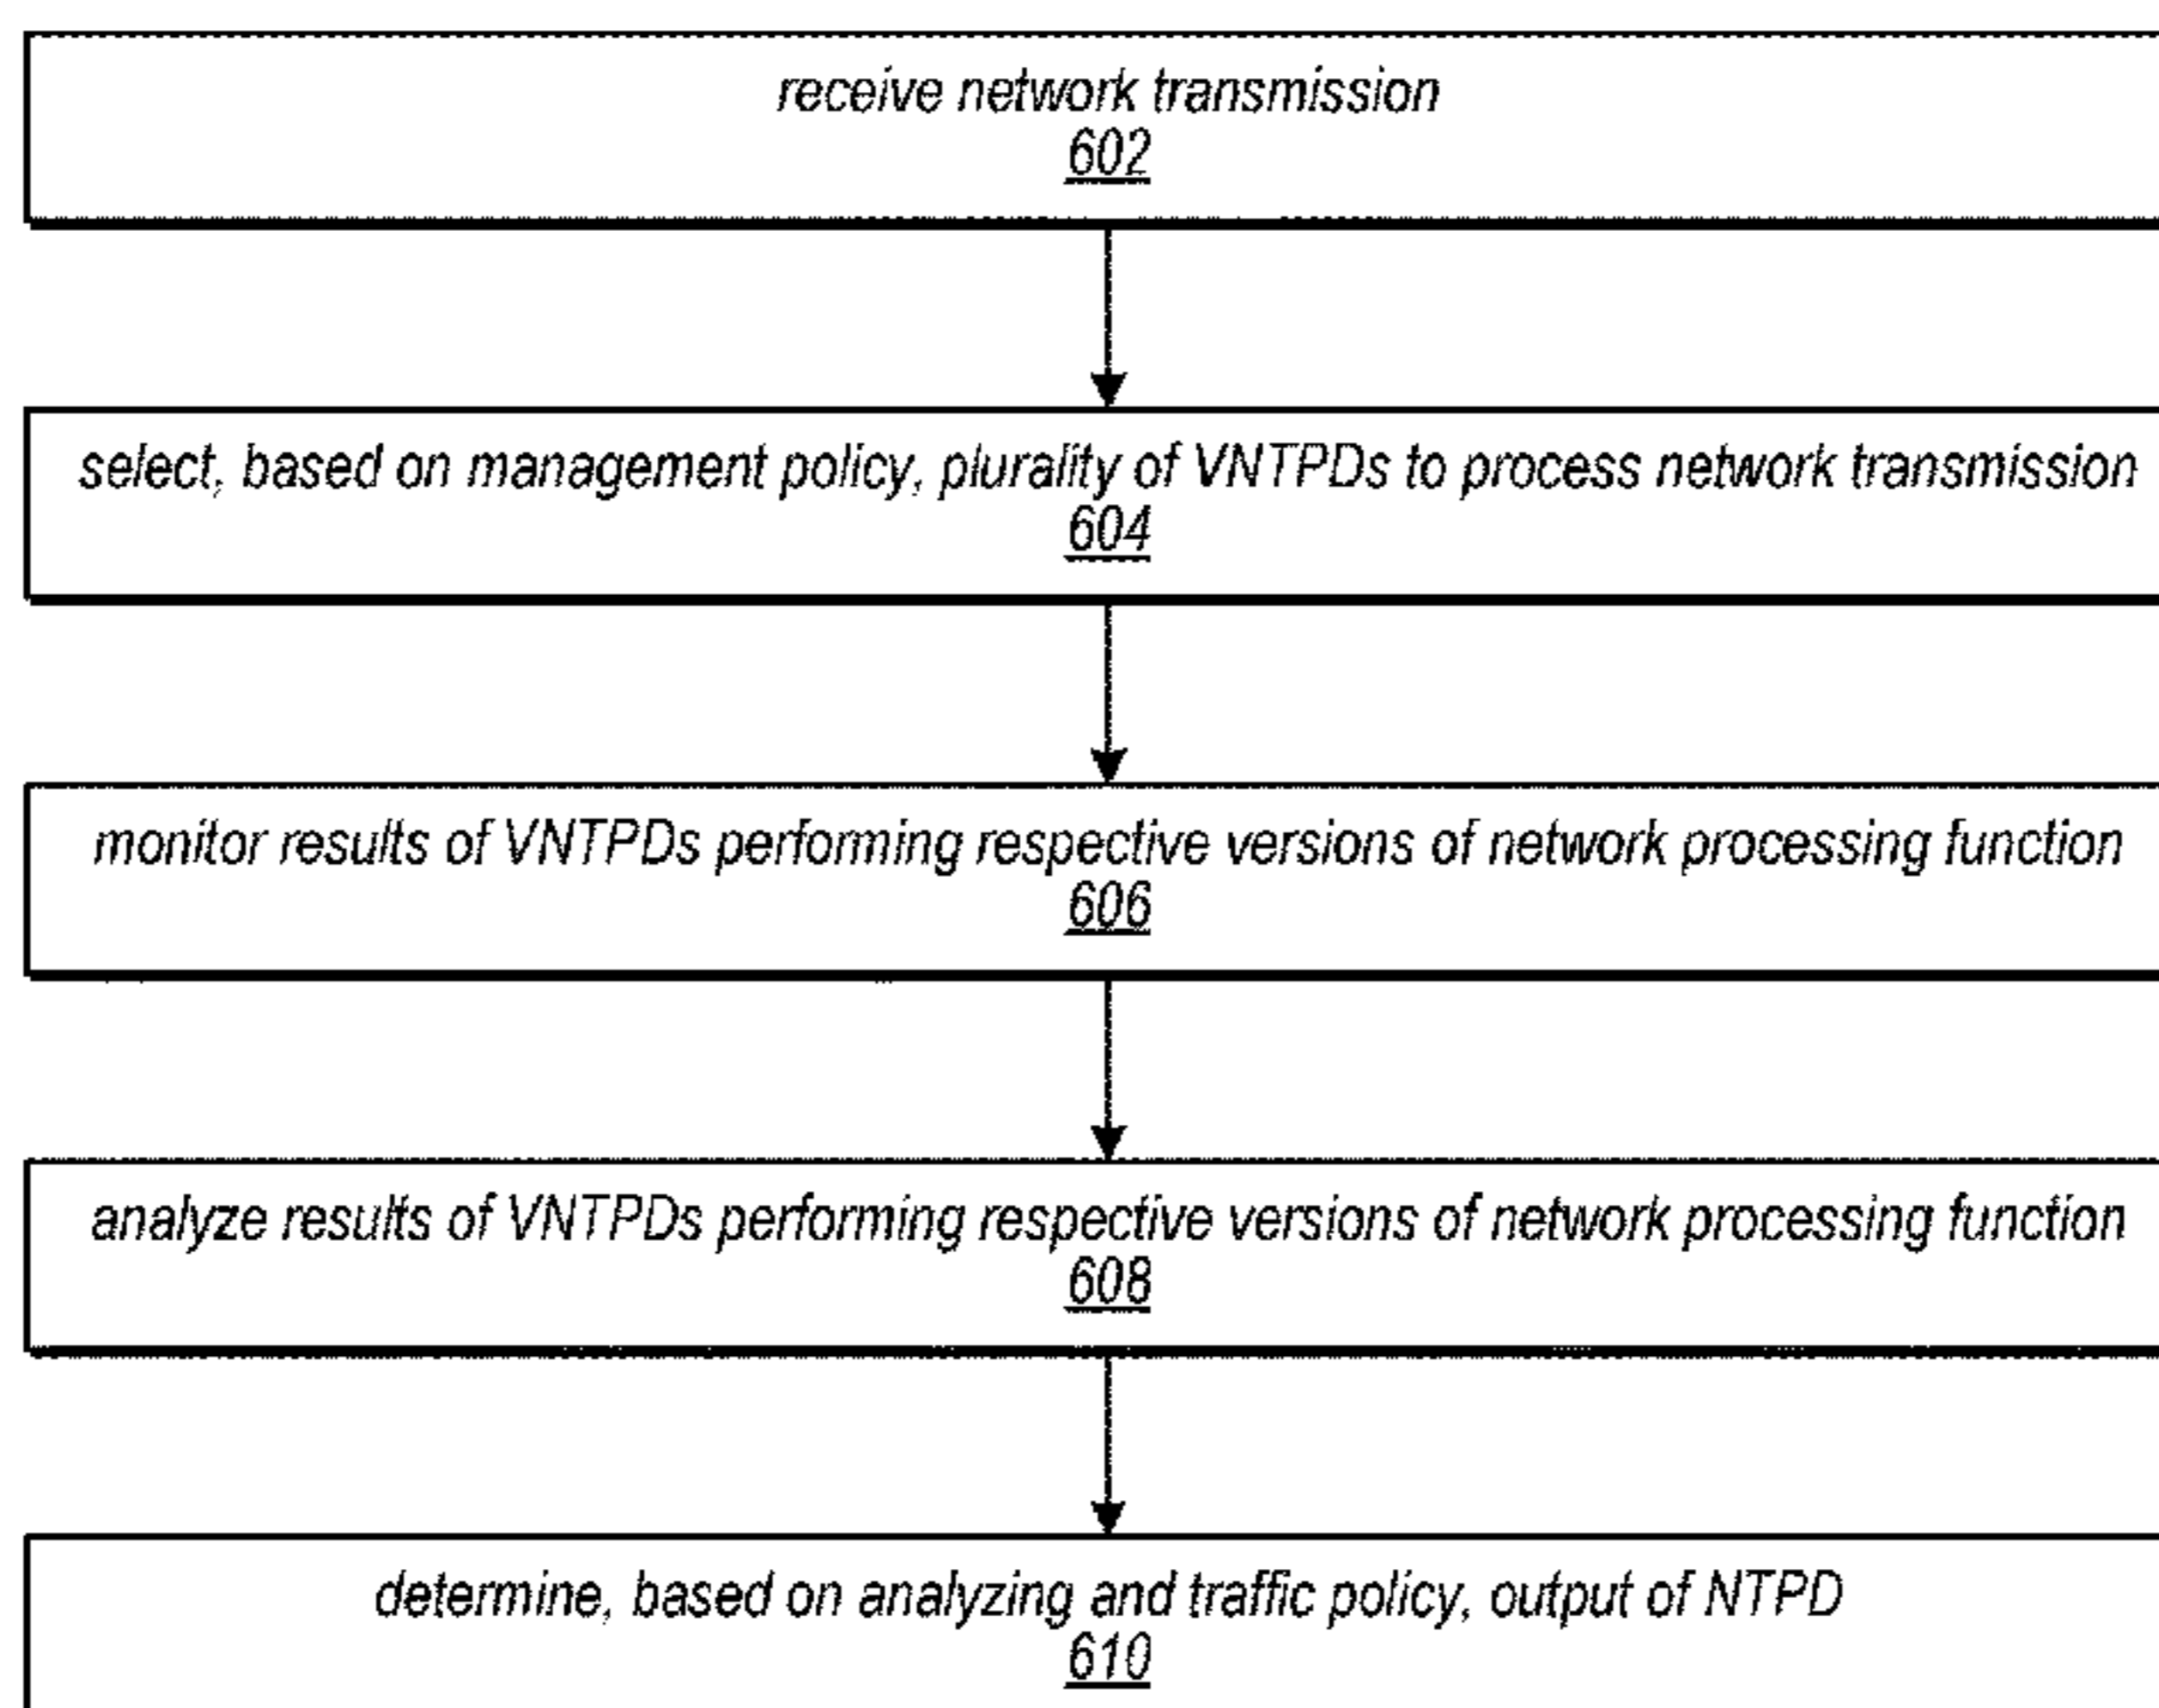 receive network transmission
602
select, based on management policy, plurality of VNTPDs to process network transmission
604
monitor results of VNTPDs performing respective versions of network processing function
606
analyze results of VNTPDs performing respective versions of network processing function
608
determine, based on analyzing and traffic policy, output of NTPD
610